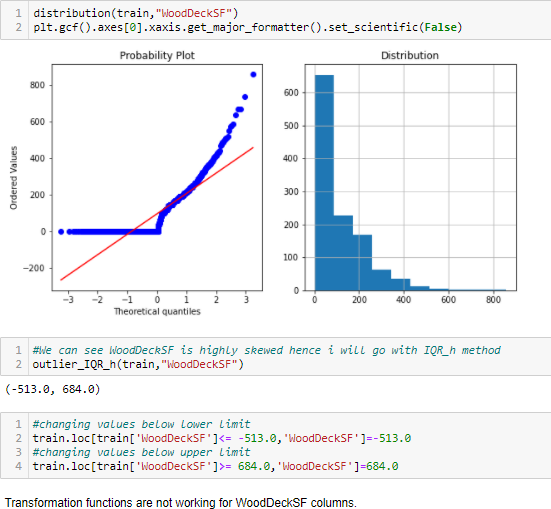 1 distribution(train,"WoodDeckSF")
2 plt.gcf().axes[0].xaxis.get_major_formatter().set_scientific(False)
Probability Plot
Distribution
800
600
400
200
0
−200
Ordered Values
−3 −2 −1 0 1 2 3
Theoretical quantiles
600
500
400
300
200
100
0
0 200 400 600 800
1 #We can see WoodDeckSF is highly skewed hence i will go with IQR_h method
2 outlier_IQR_h(train,"WoodDeckSF")
(-513.0, 684.0)
1 #changing values below lower limit
2 train.loc[train['WoodDeckSF']<= -513.0,'WoodDeckSF']=-513.0
3 #changing values below upper limit
4 train.loc[train['WoodDeckSF']>= 684.0,'WoodDeckSF']=684.0
Transformation functions are not working for WoodDeckSF columns.